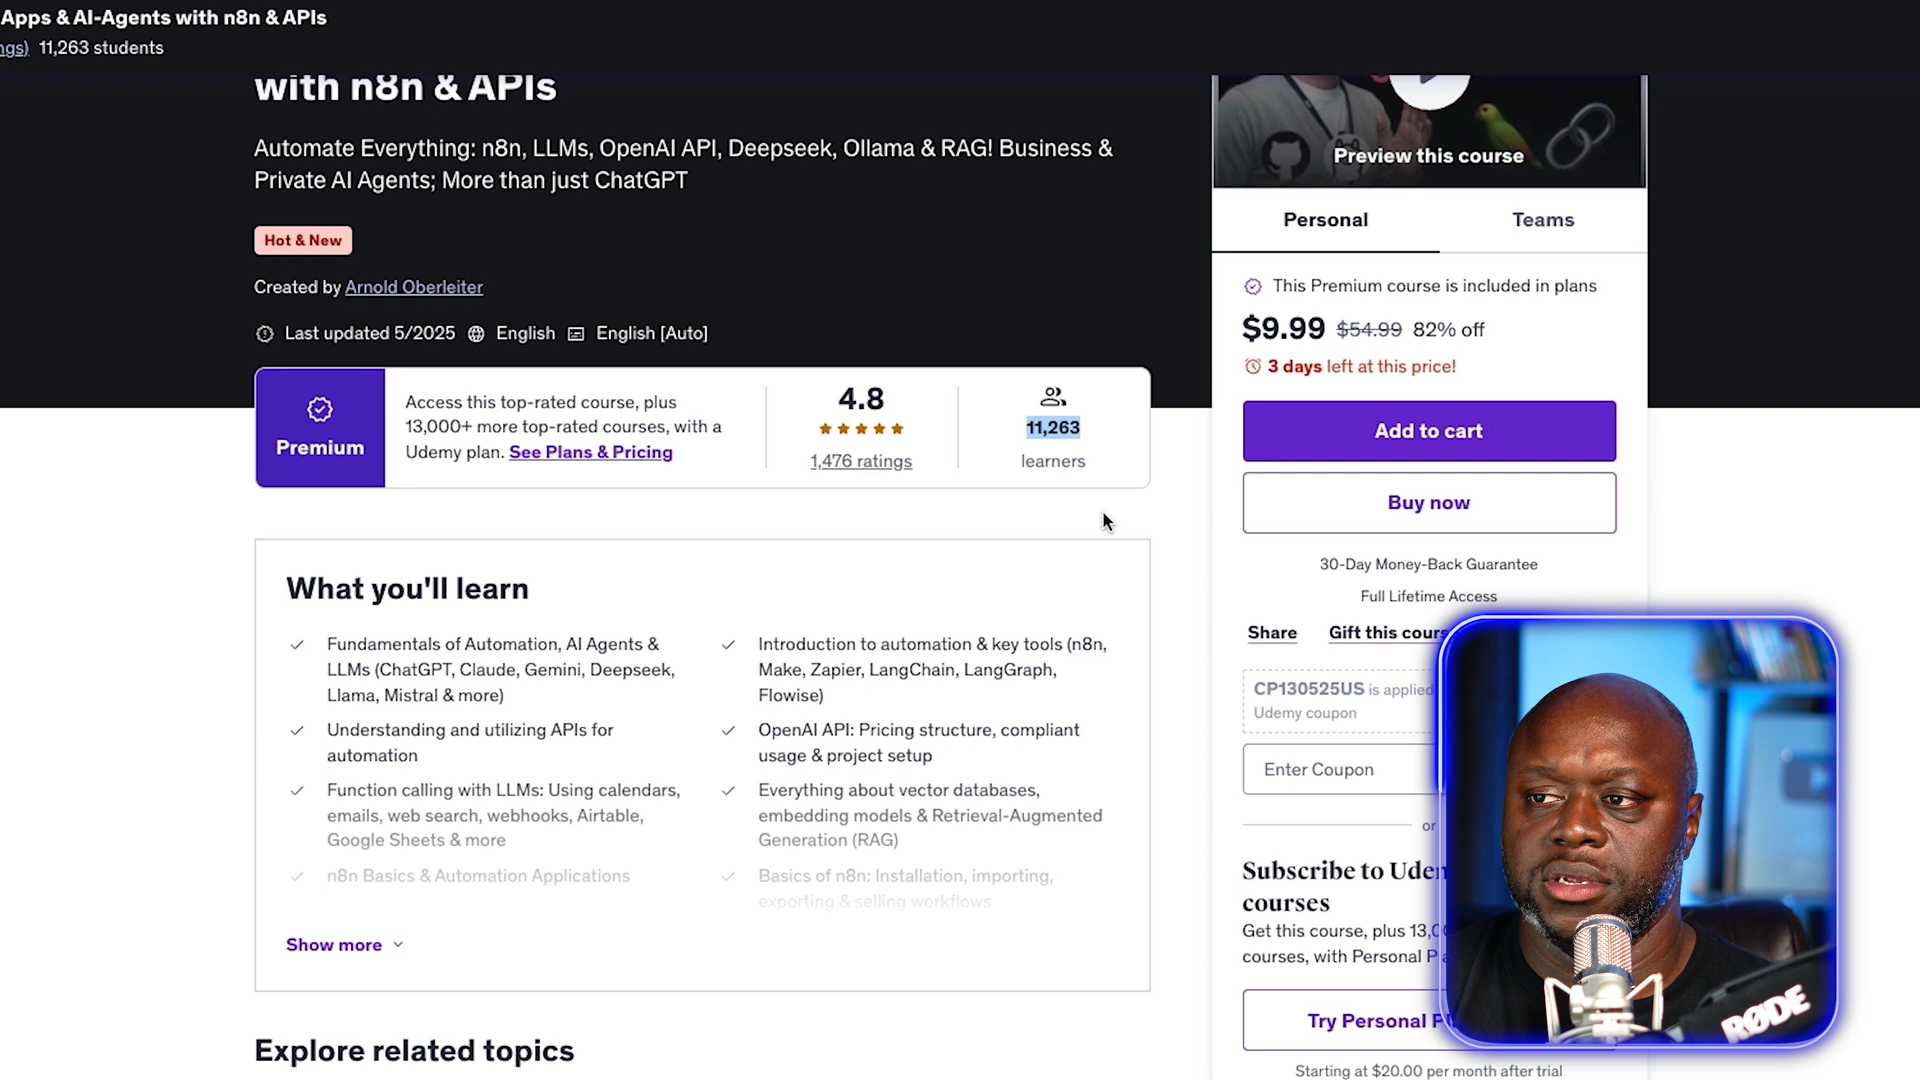 Apps & AI-Agents with n8n & APIs
ngs) 11,263 students
with n8n & APIs
Automate Everything: n8n, LLMs, OpenAI API, Deepseek, Ollama & RAG! Business &
Private AI Agents; More than just ChatGPT
Hot & New
Created by Arnold Oberleiter
Last updated 5/2025 English English [Auto]
Premium
Access this top-rated course, plus
13,000+ more top-rated courses, with a
Udemy plan. See Plans & Pricing
4.8
1,476 ratings
11,263
learners
What you'll learn
Fundamentals of Automation, AI Agents &
LLMs (ChatGPT, Claude, Gemini, Deepseek,
Llama, Mistral & more)
Introduction to automation & key tools (n8n,
Make, Zapier, LangChain, LangGraph,
Flowise)
Understanding and utilizing APIs for
automation
OpenAI API: Pricing structure, compliant
usage & project setup
Function calling with LLMs: Using calendars,
emails, web search, webhooks, Airtable,
Google Sheets & more
Everything about vector databases,
embedding models & Retrieval-Augmented
Generation (RAG)
n8n Basics & Automation Applications
Basics of n8n: Installation, importing,
exporting & selling workflows
Show more
Explore related topics
Preview this course
Personal Teams
This Premium course is included in plans
$9.99 $54.99 82% off
3 days left at this price!
Add to cart
Buy now
30-Day Money-Back Guarantee
Full Lifetime Access
Share Gift this cour
CP130525US is applied
Udemy coupon
Enter Coupon
or
Subscribe to Uden
courses
Get this course, plus 13,0
courses, with Personal P
Try Personal P
Starting at $20.00 per month after trial
RØDE